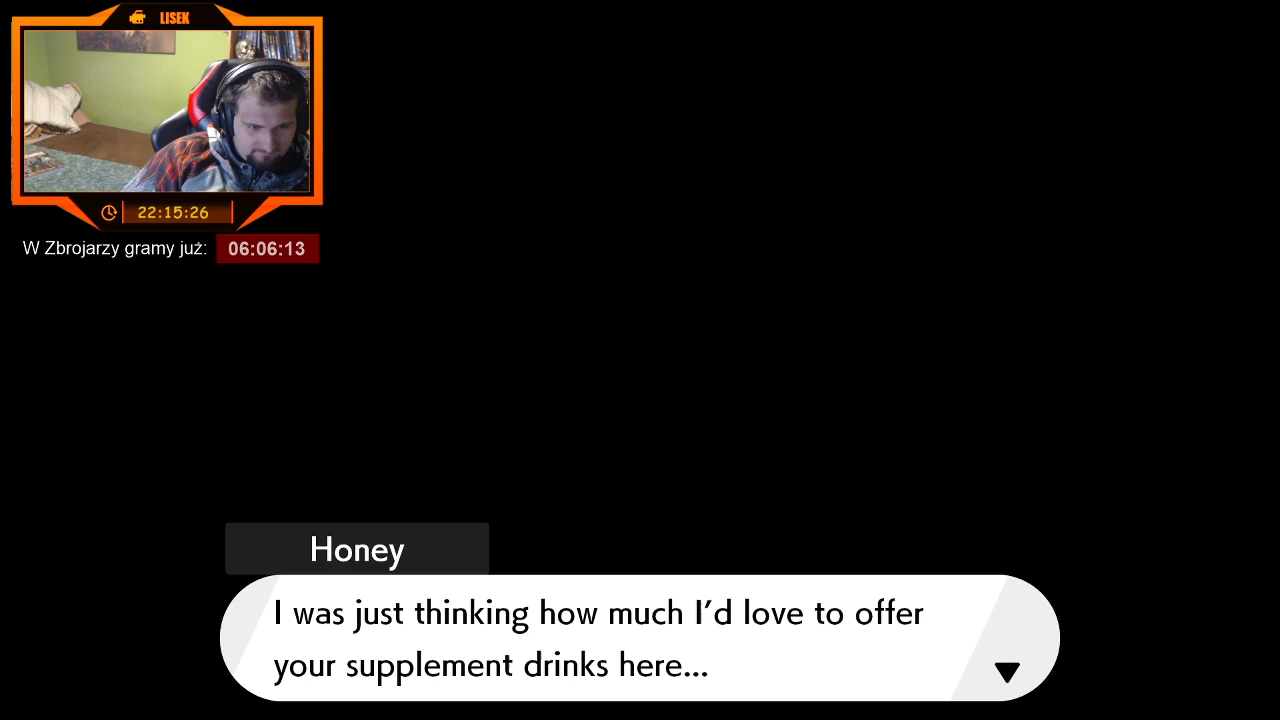 LISEK
22:15:26
W Zbrojarzy gramy już: 06:06:13
Honey
I was just thinking how much I'd love to offer
your supplement drinks here...